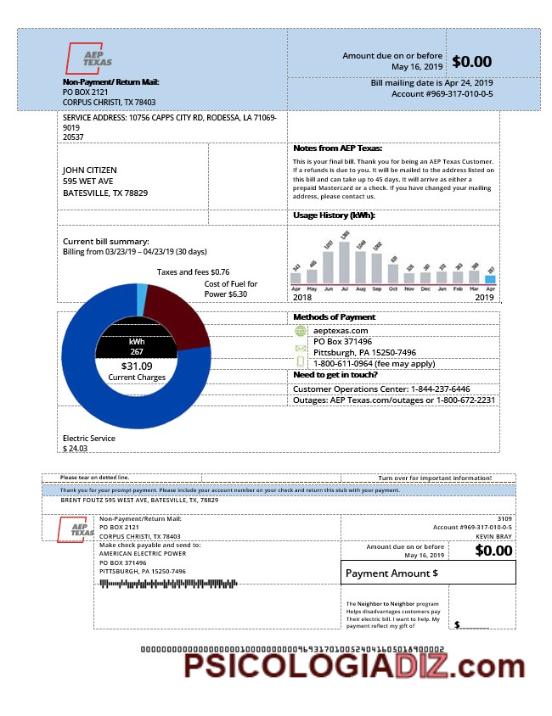 AEP
TEXAS
Amount due on or before
May 16, 2019
$0.00
Non-Payment/ Return Mail:
PO BOX 2121
CORPUS CHRISTI, TX 78403
Bill mailing date is Apr 24, 2019
Account #969-317-010-0-5
SERVICE ADDRESS: 10756 CAPPS CITY RD, RODESSA, LA 71069-
9019
20537
JOHN CITIZEN
595 WET AVE
BATESVILLE, TX 78829
Notes from AEP Texas:
This is your final bill. Thank you for being an AEP Texas Customer.
If a refunds is due to you. It will be mailed to the address listed on
this bill and can take up to 45 days. It will arrive as either a
prepaid Mastercard or a check. If you have changed your mailing
address, please contact us.
Usage History (kWh):
Apr May Jun Jul Aug Sep Oct Nov Dec Jan Feb Mar Apr
2018 2019
Current bill summary:
Billing from 03/23/19 – 04/23/19 (30 days)
Taxes and fees $0.76
Cost of Fuel for
Power $6.30
kWh
267
$31.09
Current Charges
Electric Service
$ 24.03
Methods of Payment
aeptexas.com
PO Box 371496
Pittsburgh, PA 15250-7496
1-800-611-0964 (fee may apply)
Need to get in touch?
Customer Operations Center: 1-844-237-6446
Outages: AEP Texas.com/outages or 1-800-672-2231
Please tear on dotted line.
Turn over for important information!
Thank you for your prompt payment. Please include your account number on your check and return this stub with your payment.
BRENT FOUTZ 595 WEST AVE, BATESVILLE, TX, 78829
AEP
TEXAS
Non-Payment/Return Mail:
PO BOX 2121
CORPUS CHRISTI, TX 78403
Make check payable and send to:
AMERICAN ELECTRIC POWER
PO BOX 371496
PITTSBURGH, PA 15250-7496
3109
Account #969-317-010-0-5
KEVIN BRAY
Amount due on or before
May 16, 2019
$0.00
Payment Amount $
The Neighbor to Neighbor program
Helps disadvantages customers pay
Their electric bill. I want to help. My
payment reflect my gift of
$______
PSICOLOGIADIZ.com